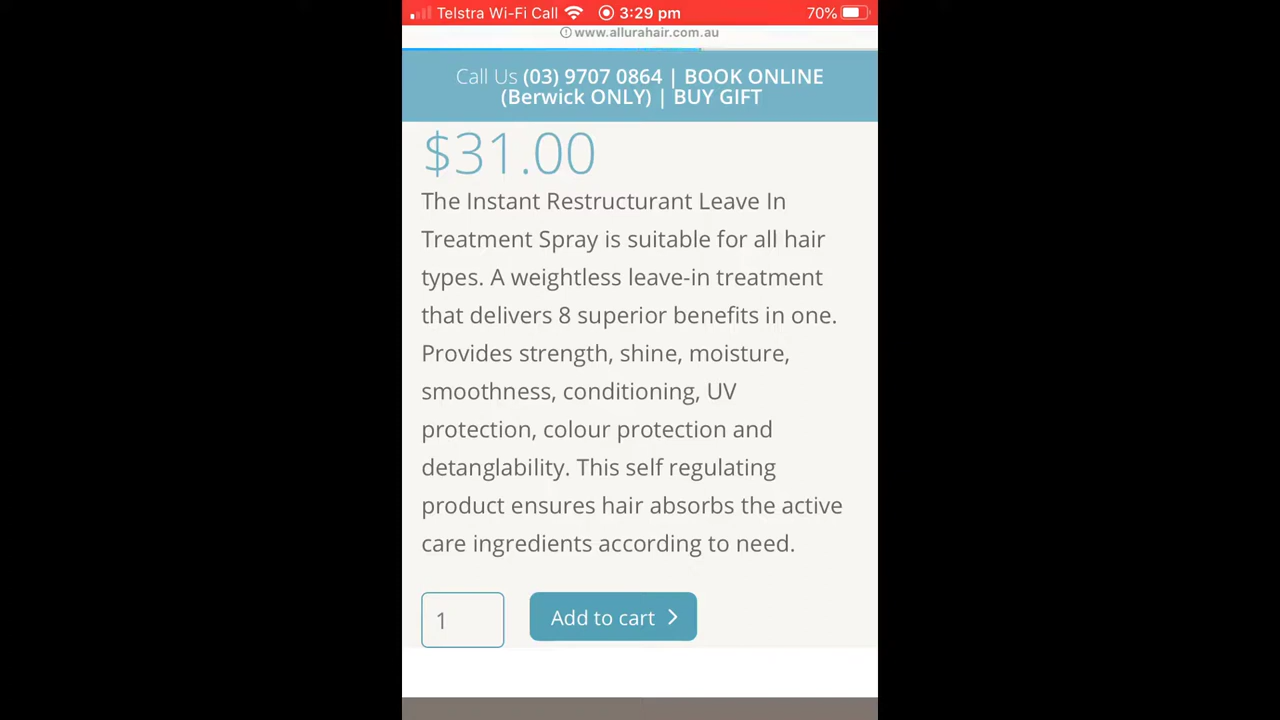 Telstra Wi-Fi Call 3:29 pm 70%
www.allurahair.com.au
Call Us (03) 9707 0864 | BOOK ONLINE
(Berwick ONLY) | BUY GIFT
$31.00
The Instant Restructurant Leave In
Treatment Spray is suitable for all hair
types. A weightless leave-in treatment
that delivers 8 superior benefits in one.
Provides strength, shine, moisture,
smoothness, conditioning, UV
protection, colour protection and
detanglability. This self regulating
product ensures hair absorbs the active
care ingredients according to need.
1
Add to cart